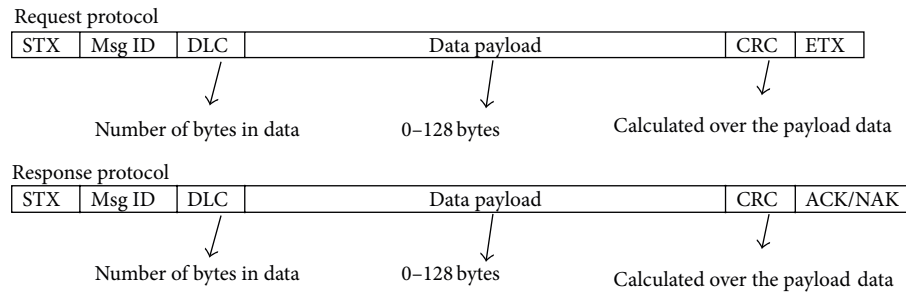 Request protocol
STX Msg ID DLC Data payload CRC ETX
Number of bytes in data 0–128 bytes Calculated over the payload data
Response protocol
STX Msg ID DLC Data payload CRC ACK/NAK
Number of bytes in data 0–128 bytes Calculated over the payload data